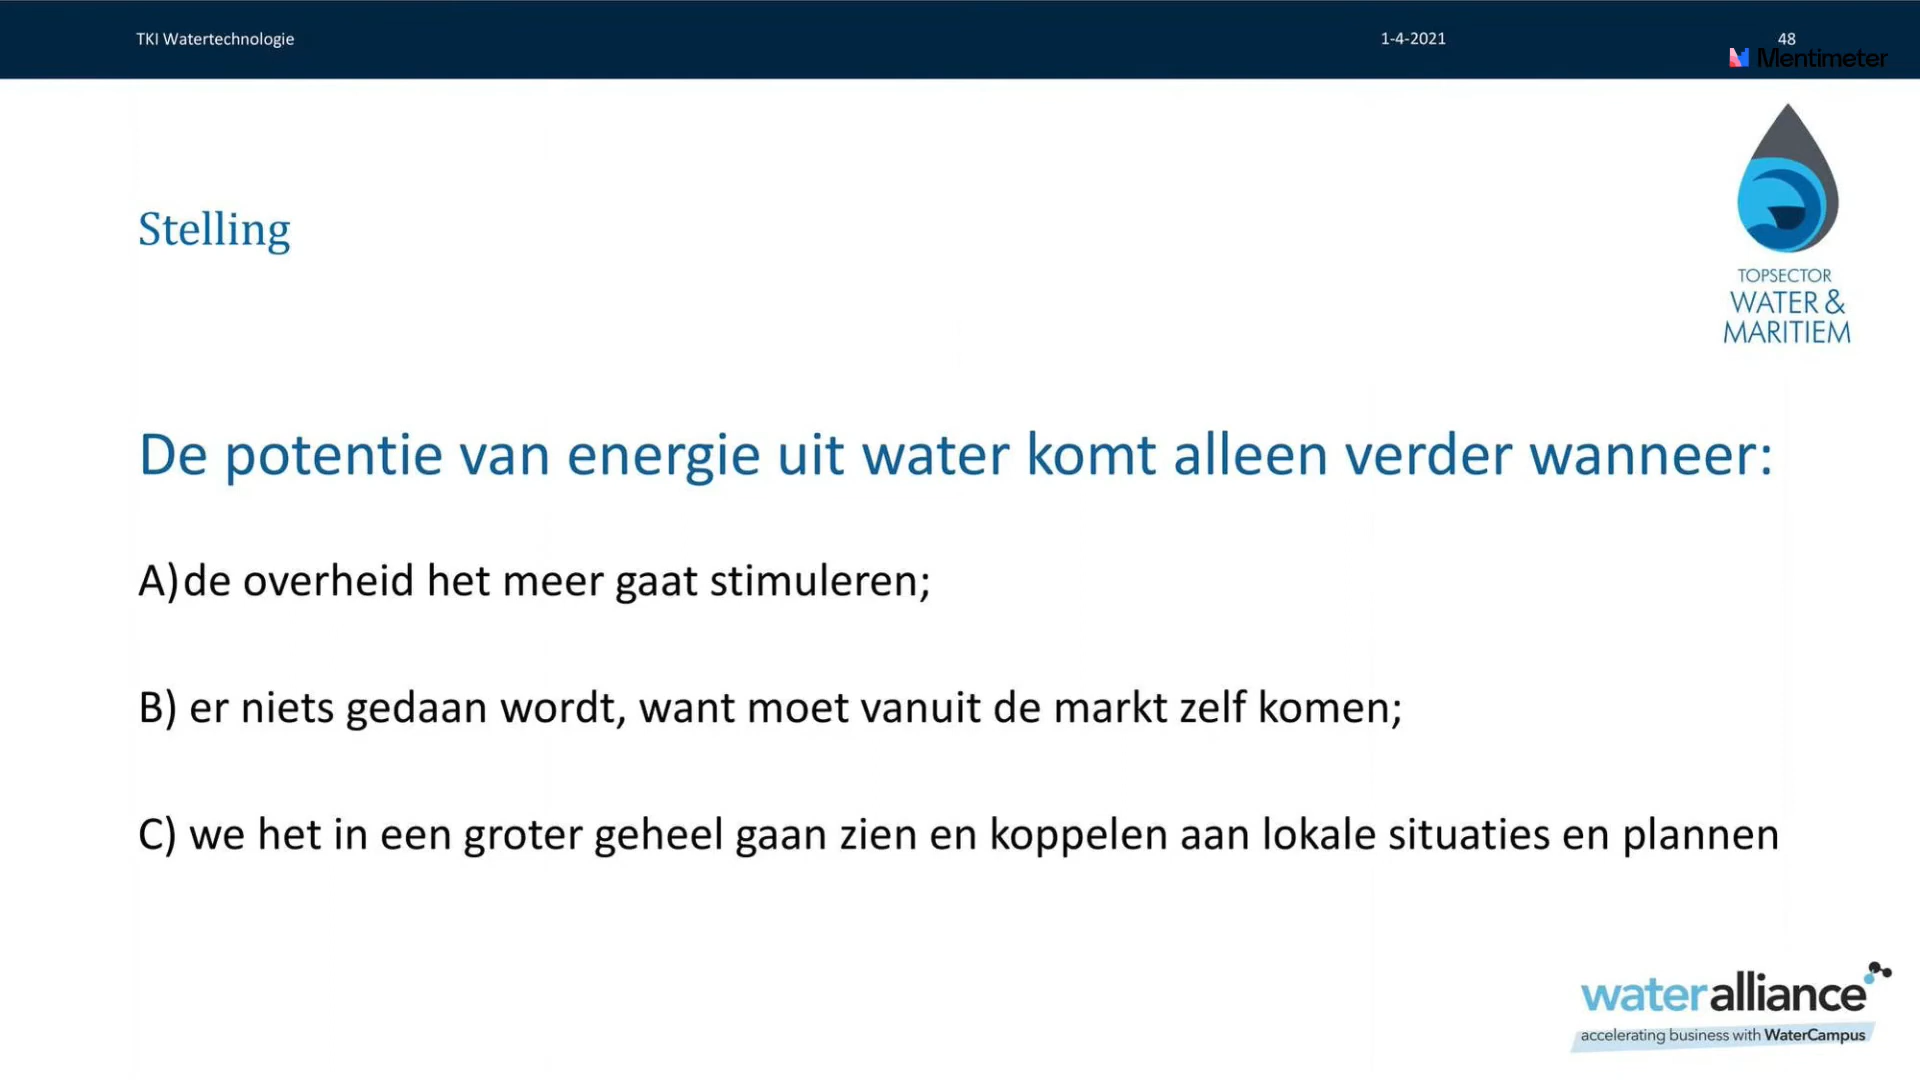 TKI Watertechnologie
1-4-2021
48
Mentimeter
TOPSECTOR
WATER &
MARITIEM
Stelling
De potentie van energie uit water komt alleen verder wanneer:
A)de overheid het meer gaat stimuleren;
B) er niets gedaan wordt, want moet vanuit de markt zelf komen;
C) we het in een groter geheel gaan zien en koppelen aan lokale situaties en plannen
wateralliance
accelerating business with WaterCampus